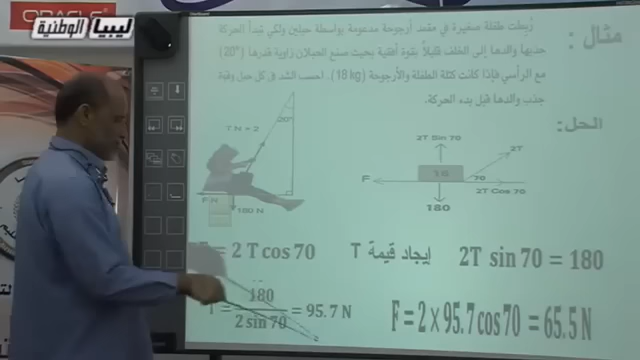 ORACLE
ليبيا الوطنية
مثال :
رُبطت طفلة صغيرة في مقعد أرجوحة مدعومة بواسطة حبلين ولكي تبدأ الحركة
جذبها والدها إلى الخلف قليلاً بقوة أفقية بحيث صنع الحبلان زاوية قدرها (20°)
مع الرأسي فإذا كانت كتلة الطفلة والأرجوحة (18 kg) . احسب الشد في كل حبل وقوة
جذب والدها قبل بدء الحركة.
الحل:
T N × 2
20°
F N
180 N
2T Sin 70
2T
F
18
70
2T Cos 70
180
F = 2 T cos 70
إيجاد قيمة T
2T sin 70 = 180
T = 180 / 2 sin 70 = 95.7 N
F = 2 × 95.7 cos 70 = 65.5 N